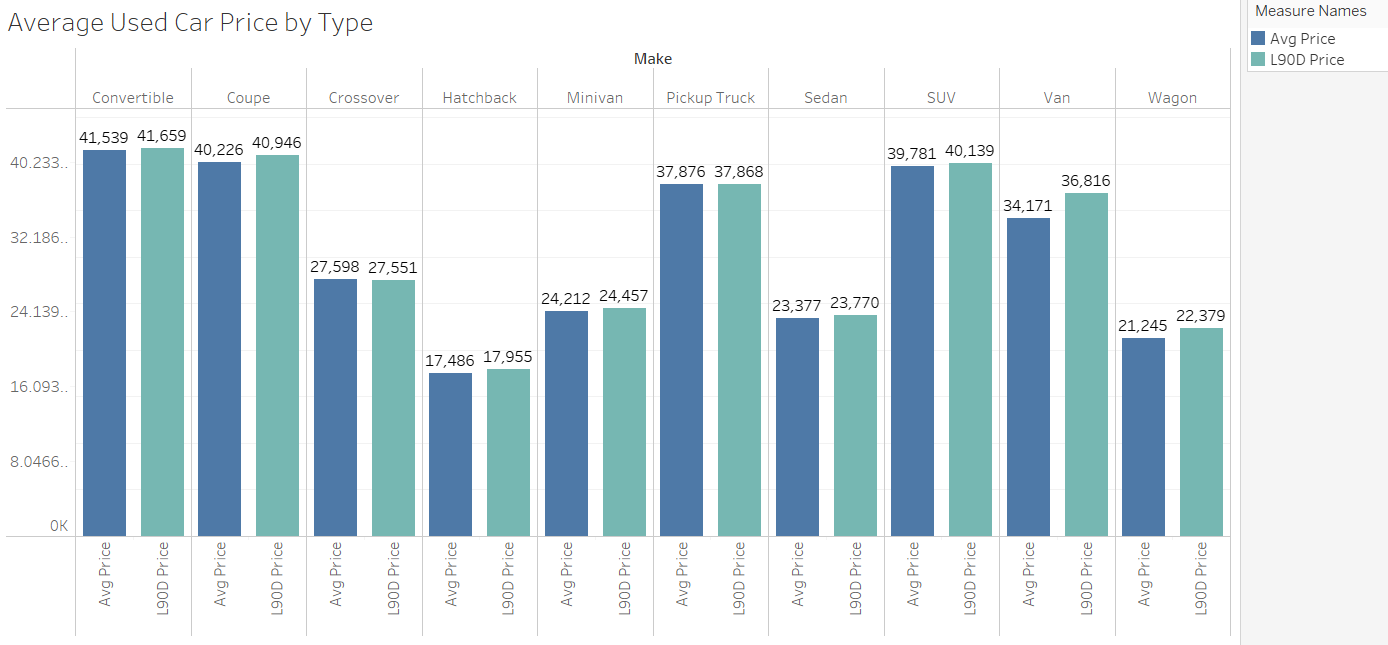 Average Used Car Price by Type
Measure Names
Avg Price
L90D Price
Make
Convertible Coupe Crossover Hatchback Minivan Pickup Truck Sedan SUV Van Wagon
41,539 41,659 40,226 40,946 27,598 27,551 17,486 17,955 24,212 24,457 37,876 37,868 23,377 23,770 39,781 40,139 34,171 36,816 21,245 22,379
40.233..
32.186..
24.139..
16.093..
8.0466..
0K
Avg Price L90D Price Avg Price L90D Price Avg Price L90D Price Avg Price L90D Price Avg Price L90D Price Avg Price L90D Price Avg Price L90D Price Avg Price L90D Price Avg Price L90D Price Avg Price L90D Price